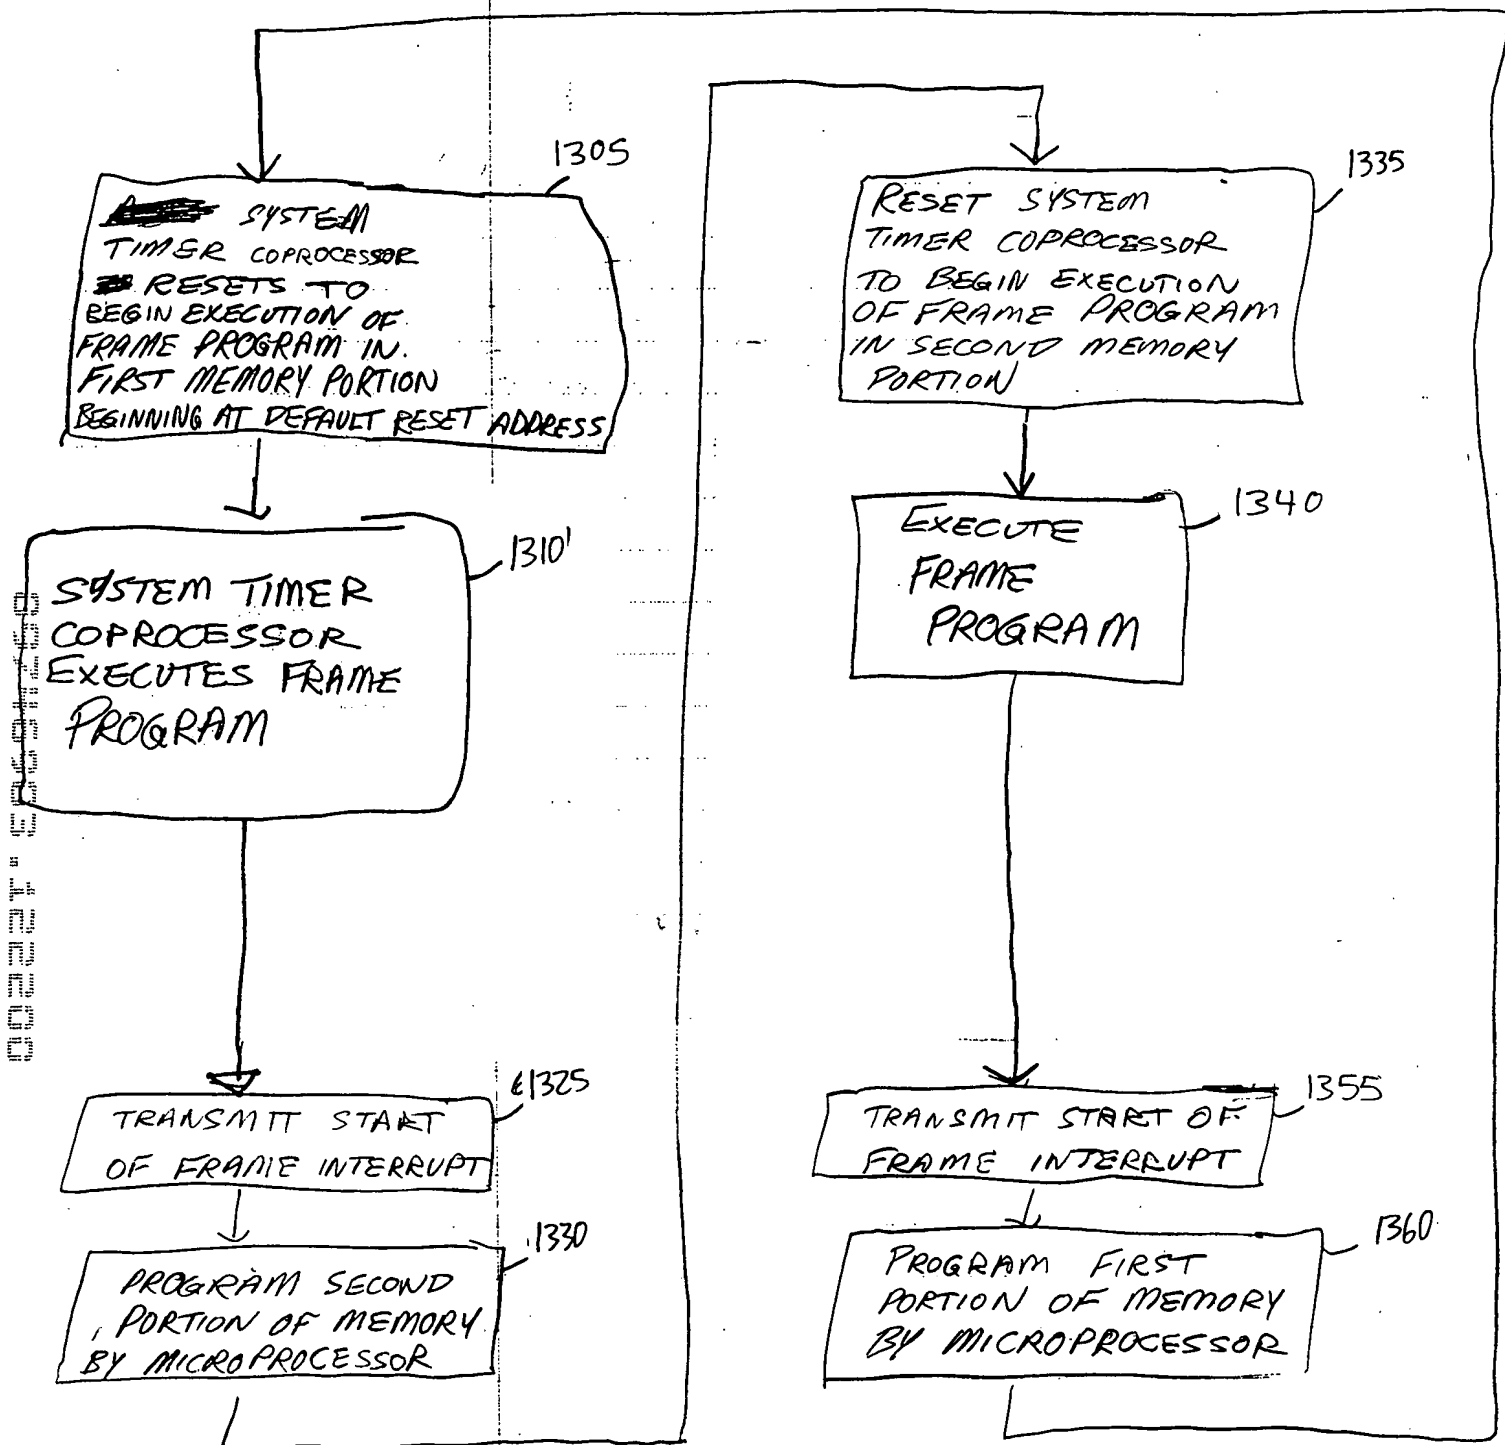 1305
SYSTEM
TIMER COPROCESSOR
RESETS TO
BEGIN EXECUTION OF
FRAME PROGRAM IN
FIRST MEMORY PORTION
BEGINNING AT DEFAULT RESET ADDRESS
1310'
SYSTEM TIMER
COPROCESSOR
EXECUTES FRAME
PROGRAM
1325
TRANSMIT START
OF FRAME INTERRUPT
1330
PROGRAM SECOND
PORTION OF MEMORY
BY MICROPROCESSOR
1335
RESET SYSTEM
TIMER COPROCESSOR
TO BEGIN EXECUTION
OF FRAME PROGRAM
IN SECOND MEMORY
PORTION
1340
EXECUTE
FRAME
PROGRAM
1355
TRANSMIT START OF
FRAME INTERRUPT
1360
PROGRAM FIRST
PORTION OF MEMORY
BY MICROPROCESSOR